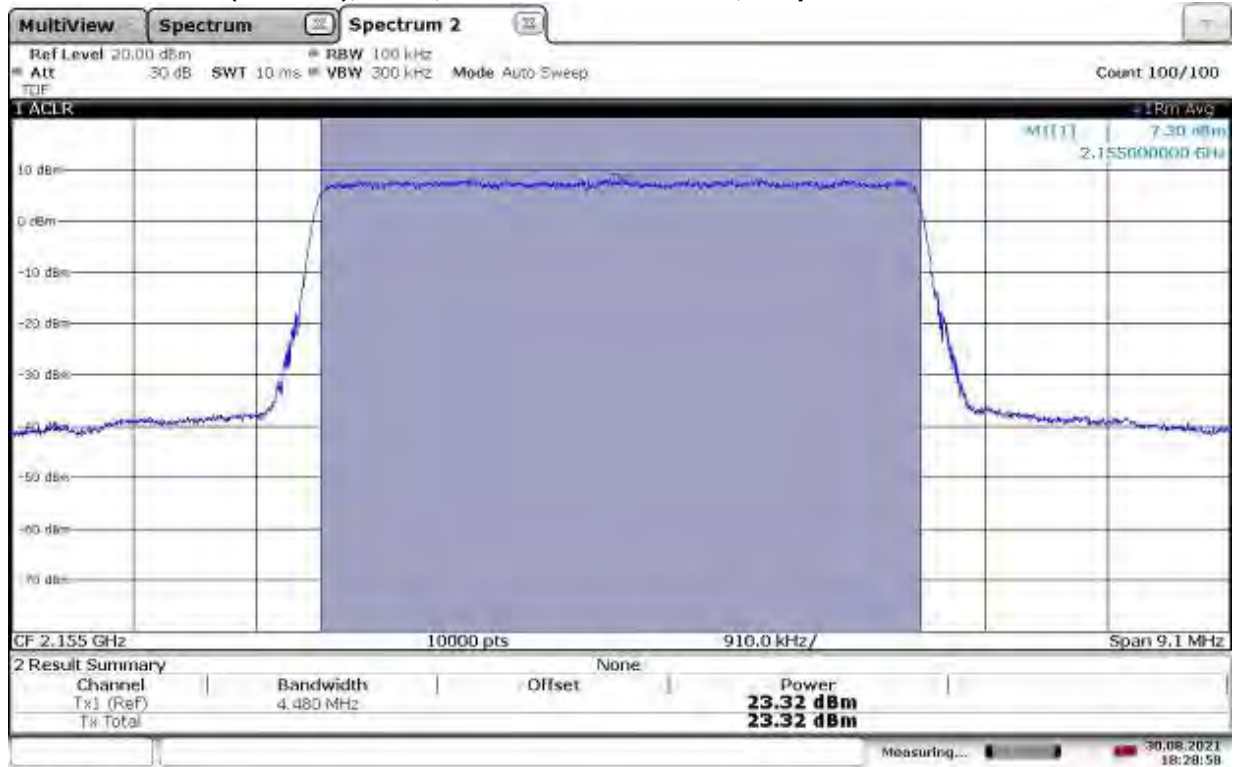 MultiView Spectrum Spectrum 2
Ref Level 20.00 dBm RBW 100 kHz
Att 30 dB SWT 10 ms VBW 300 kHz Mode Auto Sweep Count 100/100
TDF
1 ACLR 1Rm Avg
M1[1] 7.30 dBm
2.155600000 GHz
10 dBm
0 dBm
-10 dBm
-20 dBm
-30 dBm
-40 dBm
-50 dBm
-60 dBm
-70 dBm
CF 2.155 GHz 10000 pts 910.0 kHz/ Span 9.1 MHz
2 Result Summary None
Channel Bandwidth Offset Power
Tx1 (Ref) 4.480 MHz 23.32 dBm
Tx Total 23.32 dBm
Measuring... 30.08.2021
18:28:58